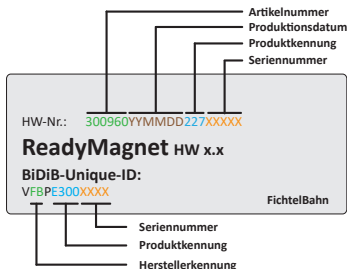 Artikelnummer
Produktionsdatum
Produktkennung
Seriennummer
HW-Nr.: 300960YYMMDD227XXXXX
ReadyMagnet HW x.x
BiDiB-Unique-ID:
VFBPE300XXXX
FichtelBahn
Seriennummer
Produktkennung
Herstellerkennung